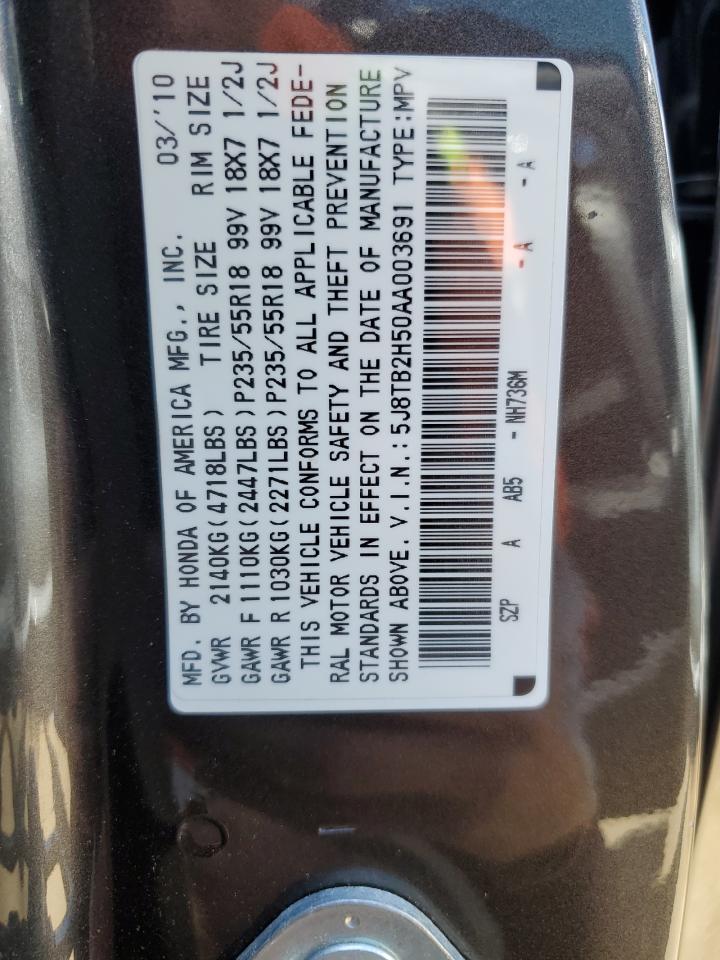 MFD. BY HONDA OF AMERICA MFG., INC. 03/'10
GVWR 2140KG(4718LBS) TIRE SIZE RIM SIZE
GAWR F 1110KG(2447LBS)P235/55R18 99V 18X7 1/2J
GAWR R 1030KG(2271LBS)P235/55R18 99V 18X7 1/2J
THIS VEHICLE CONFORMS TO ALL APPLICABLE FEDE-
RAL MOTOR VEHICLE SAFETY AND THEFT PREVENTION
STANDARDS IN EFFECT ON THE DATE OF MANUFACTURE
SHOWN ABOVE. V.I.N.:5J8TB2H50AA003691 TYPE:MPV
SZP A AB5 - NH736M - A - A